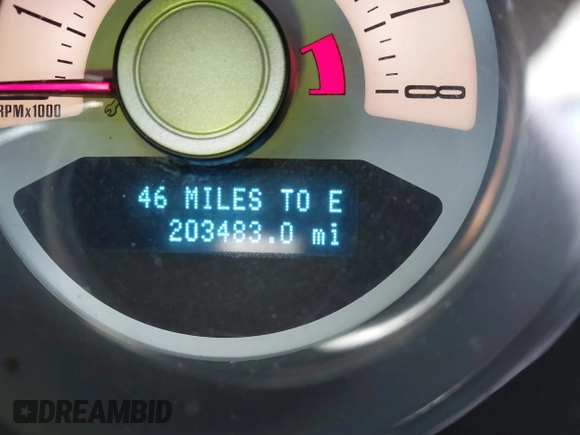 1
7
8
RPMx1000
46 MILES TO E
203483.0 mi
DREAMBID